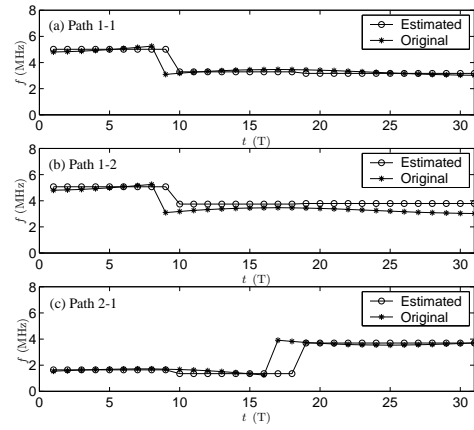 8
6
4
2
0
f (MHz)
(a) Path 1-1
Estimated
Original
0 5 10 15 20 25 30
t (T)
8
6
4
2
0
f (MHz)
(b) Path 1-2
Estimated
Original
0 5 10 15 20 25 30
t (T)
8
6
4
2
0
f (MHz)
(c) Path 2-1
Estimated
Original
0 5 10 15 20 25 30
t (T)